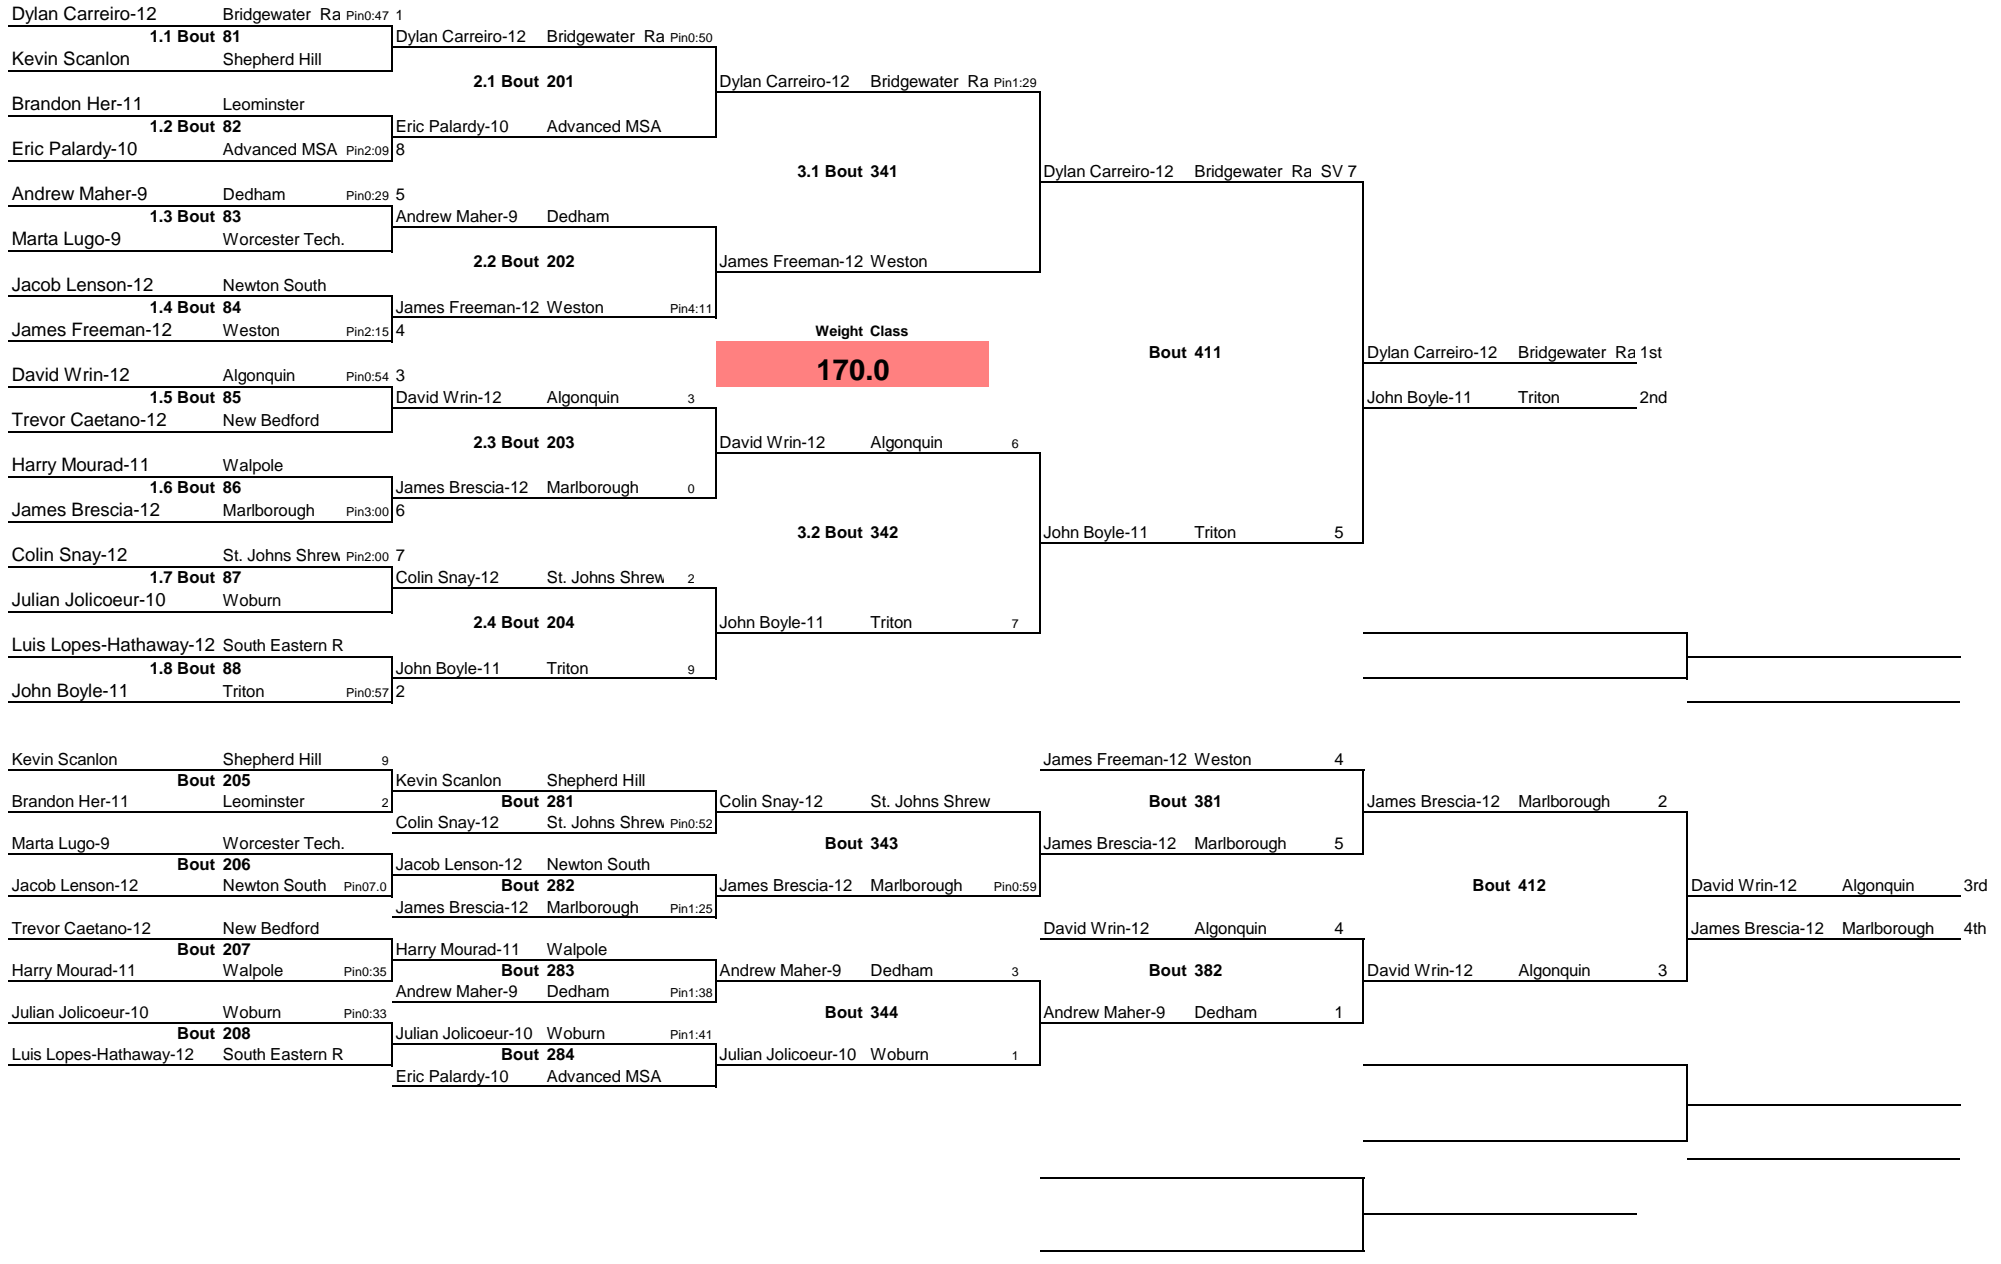 Dylan Carreiro-12 Bridgewater Ra Pin0:47 1
1.1 Bout 81 Dylan Carreiro-12 Bridgewater Ra Pin0:50
Kevin Scanlon Shepherd Hill
2.1 Bout 201 Dylan Carreiro-12 Bridgewater Ra Pin1:29
Brandon Her-11 Leominster
1.2 Bout 82 Eric Palardy-10 Advanced MSA
Eric Palardy-10 Advanced MSA Pin2:09 8
3.1 Bout 341 Dylan Carreiro-12 Bridgewater Ra SV 7
Andrew Maher-9 Dedham Pin0:29 5
1.3 Bout 83 Andrew Maher-9 Dedham
Marta Lugo-9 Worcester Tech.
2.2 Bout 202 James Freeman-12 Weston
Jacob Lenson-12 Newton South
1.4 Bout 84 James Freeman-12 Weston Pin4:11
James Freeman-12 Weston Pin2:15 4 Weight Class
Bout 411 Dylan Carreiro-12 Bridgewater Ra 1st
170.0
David Wrin-12 Algonquin Pin0:54 3
1.5 Bout 85 David Wrin-12 Algonquin 3 John Boyle-11 Triton 2nd
Trevor Caetano-12 New Bedford
2.3 Bout 203 David Wrin-12 Algonquin 6
Harry Mourad-11 Walpole
1.6 Bout 86 James Brescia-12 Marlborough 0
James Brescia-12 Marlborough Pin3:00 6
3.2 Bout 342 John Boyle-11 Triton 5
Colin Snay-12 St. Johns Shrew Pin2:00 7
1.7 Bout 87 Colin Snay-12 St. Johns Shrew 2
Julian Jolicoeur-10 Woburn
2.4 Bout 204 John Boyle-11 Triton 7
Luis Lopes-Hathaway-12 South Eastern R
1.8 Bout 88 John Boyle-11 Triton 9
John Boyle-11 Triton Pin0:57 2
Kevin Scanlon Shepherd Hill 9 James Freeman-12 Weston 4
Bout 205 Kevin Scanlon Shepherd Hill
Brandon Her-11 Leominster 2 Bout 281 Colin Snay-12 St. Johns Shrew Bout 381 James Brescia-12 Marlborough 2
Colin Snay-12 St. Johns Shrew Pin0:52
Marta Lugo-9 Worcester Tech. Bout 343 James Brescia-12 Marlborough 5
Bout 206 Jacob Lenson-12 Newton South
Jacob Lenson-12 Newton South Pin07.0 Bout 282 James Brescia-12 Marlborough Pin0:59 Bout 412 David Wrin-12 Algonquin 3rd
James Brescia-12 Marlborough Pin1:25
Trevor Caetano-12 New Bedford David Wrin-12 Algonquin 4 James Brescia-12 Marlborough 4th
Bout 207 Harry Mourad-11 Walpole
Harry Mourad-11 Walpole Pin0:35 Bout 283 Andrew Maher-9 Dedham 3 Bout 382 David Wrin-12 Algonquin 3
Andrew Maher-9 Dedham Pin1:38
Julian Jolicoeur-10 Woburn Pin0:33 Bout 344 Andrew Maher-9 Dedham 1
Bout 208 Julian Jolicoeur-10 Woburn Pin1:41
Luis Lopes-Hathaway-12 South Eastern R Bout 284 Julian Jolicoeur-10 Woburn 1
Eric Palardy-10 Advanced MSA